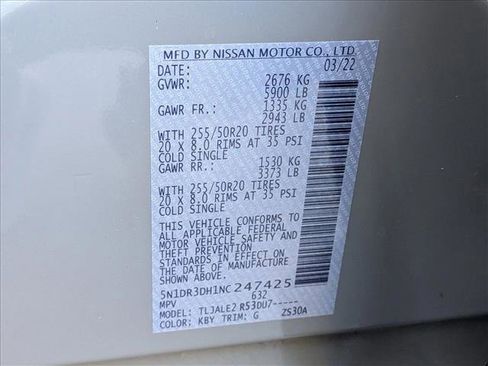 MFD BY NISSAN MOTOR CO., LTD
DATE: 03/22
GVWR: 2676 KG
5900 LB
GAWR FR.: 1335 KG
2943 LB
WITH 255/50R20 TIRES
20 X 8.0 RIMS AT 35 PSI
COLD SINGLE
GAWR RR.: 1530 KG
3373 LB
WITH 255/50R20 TIRES
20 X 8.0 RIMS AT 35 PSI
COLD SINGLE
THIS VEHICLE CONFORMS TO
ALL APPLICABLE FEDERAL
MOTOR VEHICLE SAFETY AND
THEFT PREVENTION
STANDARDS IN EFFECT ON
THE DATE OF MANUFACTURE
SHOWN ABOVE.
5N1DR3DH1NC247425
MPV 632
MODEL: TLJALE2 R53DU7-----
COLOR: KBY TRIM: G ZS30A